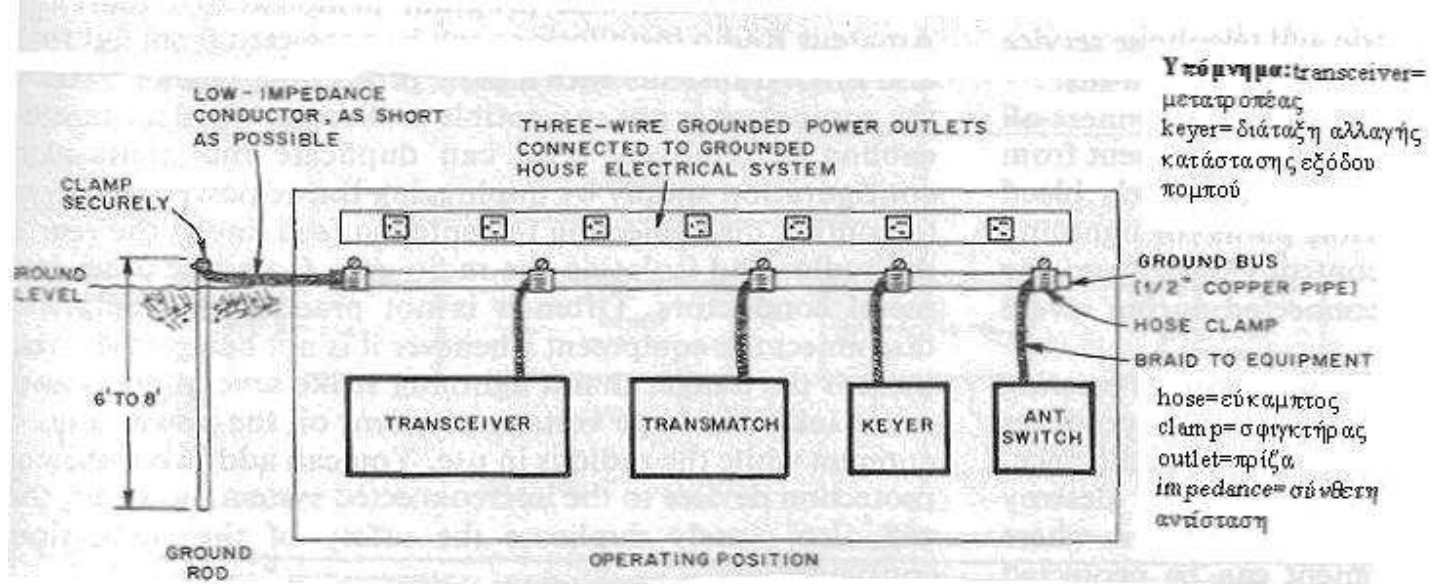 LOW-IMPEDANCE
CONDUCTOR, AS SHORT
AS POSSIBLE
THREE-WIRE GROUNDED POWER OUTLETS
CONNECTED TO GROUNDED
HOUSE ELECTRICAL SYSTEM
CLAMP
SECURELY
ROUND
LEVEL
6' TO 8'
GROUND
ROD
TRANSCEIVER
TRANSMATCH
KEYER
ANT.
SWITCH
OPERATING POSITION
GROUND BUS
(1/2" COPPER PIPE)
HOSE CLAMP
BRAID TO EQUIPMENT
Υπόμνημα:transceiver=
μετατροπέας
keyer=διάταξη αλλαγής
κατάστασης εξόδου
πομπού
hose=εύκαμπτος
clamp=σφιγκτήρας
outlet=πρίζα
impedance=σύνθετη
αντίσταση